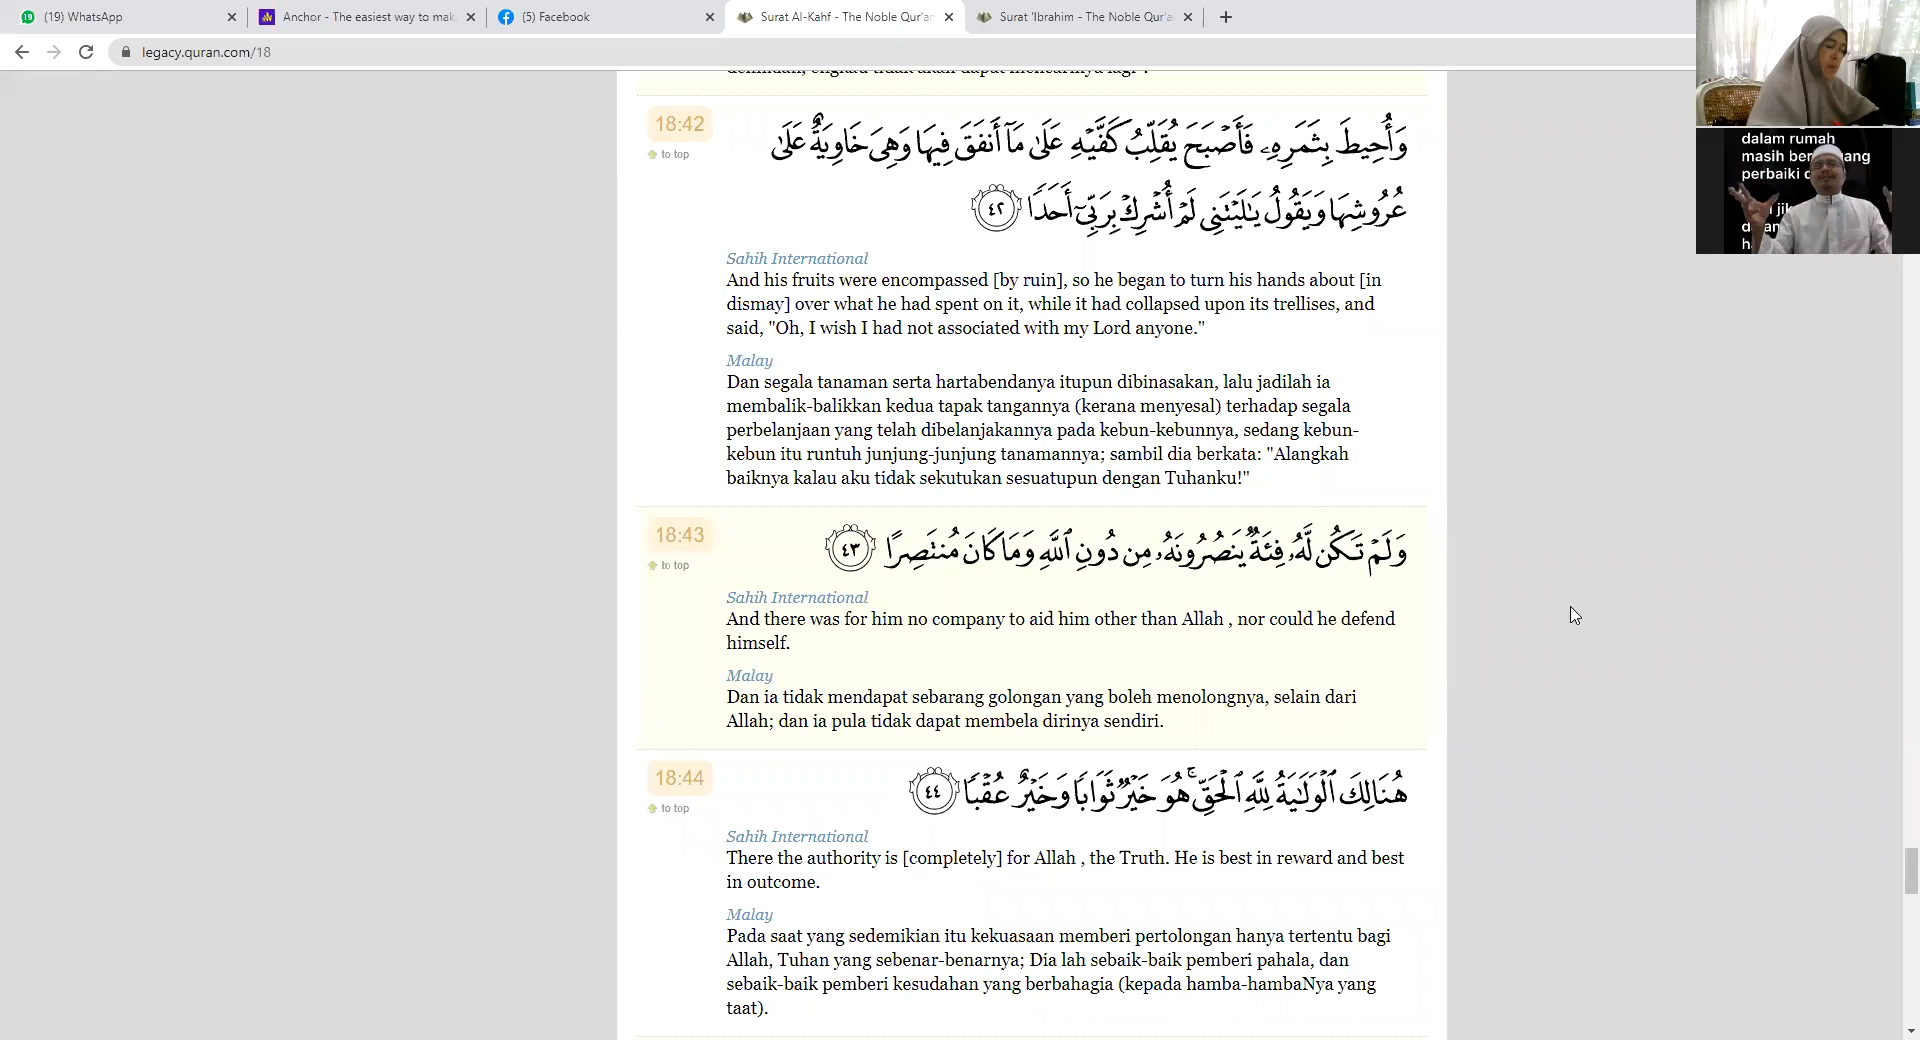 (19) WhatsApp
Anchor - The easiest way to mak
(5) Facebook
Surat Al-Kahf - The Noble Qur'an
Surat 'Ibrahim - The Noble Qur'a
legacy.quran.com/18
18:42
to top
وَأُحِيطَ بِثَمَرِهِۦ فَأَصْبَحَ يُقَلِّبُ كَفَّيْهِ عَلَىٰ مَآ أَنفَقَ فِيهَا وَهِىَ خَاوِيَةٌ عَلَىٰ
عُرُوشِهَا وَيَقُولُ يَـٰلَيْتَنِى لَمْ أُشْرِكْ بِرَبِّىٓ أَحَدًا ٤٢
Sahih International
And his fruits were encompassed [by ruin], so he began to turn his hands about [in
dismay] over what he had spent on it, while it had collapsed upon its trellises, and
said, "Oh, I wish I had not associated with my Lord anyone."
Malay
Dan segala tanaman serta hartabendanya itupun dibinasakan, lalu jadilah ia
membalik-balikkan kedua tapak tangannya (kerana menyesal) terhadap segala
perbelanjaan yang telah dibelanjakannya pada kebun-kebunnya, sedang kebun-
kebun itu runtuh junjung-junjung tanamannya; sambil dia berkata: "Alangkah
baiknya kalau aku tidak sekutukan sesuatupun dengan Tuhanku!"
18:43
to top
وَلَمْ تَكُن لَّهُۥ فِئَةٌ يَنصُرُونَهُۥ مِن دُونِ ٱللَّهِ وَمَا كَانَ مُنتَصِرًا ٤٣
Sahih International
And there was for him no company to aid him other than Allah , nor could he defend
himself.
Malay
Dan ia tidak mendapat sebarang golongan yang boleh menolongnya, selain dari
Allah; dan ia pula tidak dapat membela dirinya sendiri.
18:44
to top
هُنَالِكَ ٱلْوَلَـٰيَةُ لِلَّهِ ٱلْحَقِّ ۚ هُوَ خَيْرٌ ثَوَابًا وَخَيْرٌ عُقْبًا ٤٤
Sahih International
There the authority is [completely] for Allah , the Truth. He is best in reward and best
in outcome.
Malay
Pada saat yang sedemikian itu kekuasaan memberi pertolongan hanya tertentu bagi
Allah, Tuhan yang sebenar-benarnya; Dia lah sebaik-baik pemberi pahala, dan
sebaik-baik pemberi kesudahan yang berbahagia (kepada hamba-hambaNya yang
taat).
dalam rumah
masih
perbaiki